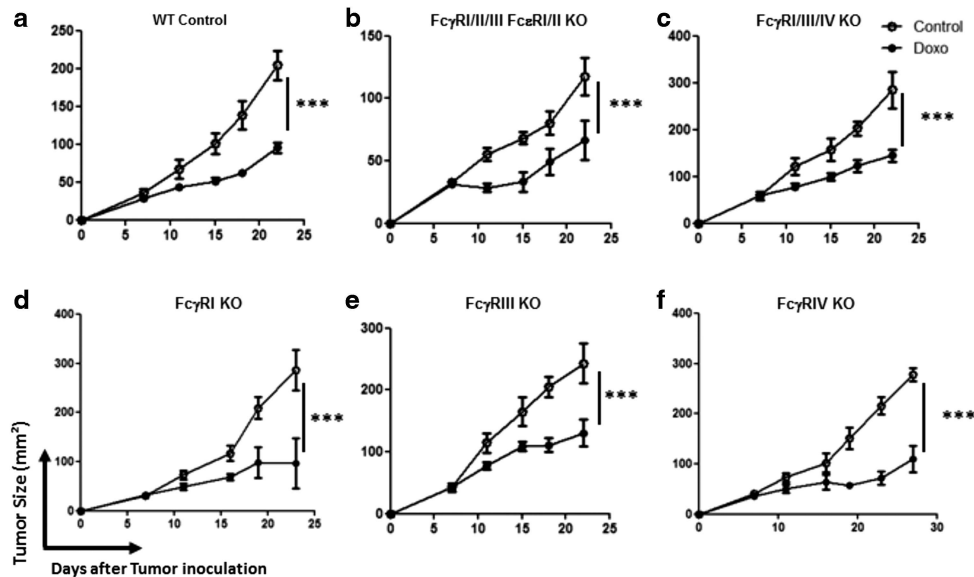 a WT Control
250
200
150
100
50
0
0 5 10 15 20 25
***
b FcγRI/II/III FcεRI/II KO
150
100
50
0
0 5 10 15 20 25
***
c FcγRI/III/IV KO
400
300
200
100
0
0 5 10 15 20 25
***
Control
Doxo
d FcγRI KO
400
300
200
100
0
0 5 10 15 20 25
***
e FcγRIII KO
300
200
100
0
0 5 10 15 20 25
***
f FcγRIV KO
400
300
200
100
0
0 10 20 30
***
Tumor Size (mm²)
Days after Tumor inoculation